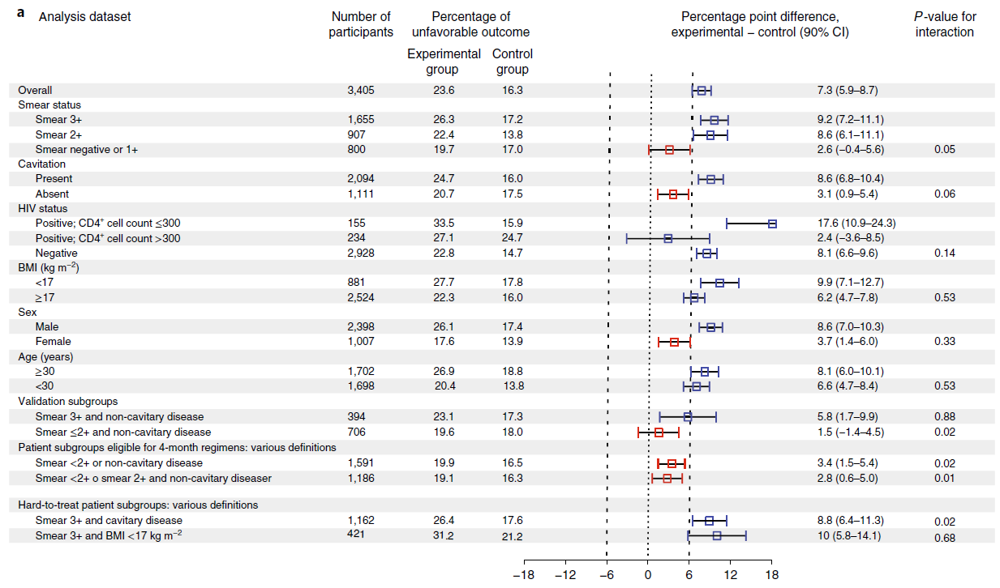 a Analysis dataset Number of participants Percentage of unfavorable outcome Percentage point difference, experimental – control (90% CI) P-value for interaction
Experimental group Control group
Overall 3,405 23.6 16.3 7.3 (5.9–8.7)
Smear status
Smear 3+ 1,655 26.3 17.2 9.2 (7.2–11.1)
Smear 2+ 907 22.4 13.8 8.6 (6.1–11.1)
Smear negative or 1+ 800 19.7 17.0 2.6 (−0.4–5.6) 0.05
Cavitation
Present 2,094 24.7 16.0 8.6 (6.8–10.4)
Absent 1,111 20.7 17.5 3.1 (0.9–5.4) 0.06
HIV status
Positive; CD4+ cell count ≤300 155 33.5 15.9 17.6 (10.9–24.3)
Positive; CD4+ cell count >300 234 27.1 24.7 2.4 (−3.6–8.5)
Negative 2,928 22.8 14.7 8.1 (6.6–9.6) 0.14
BMI (kg m−2)
<17 881 27.7 17.8 9.9 (7.1–12.7)
≥17 2,524 22.3 16.0 6.2 (4.7–7.8) 0.53
Sex
Male 2,398 26.1 17.4 8.6 (7.0–10.3)
Female 1,007 17.6 13.9 3.7 (1.4–6.0) 0.33
Age (years)
≥30 1,702 26.9 18.8 8.1 (6.0–10.1)
<30 1,698 20.4 13.8 6.6 (4.7–8.4) 0.53
Validation subgroups
Smear 3+ and non-cavitary disease 394 23.1 17.3 5.8 (1.7–9.9) 0.88
Smear ≤2+ and non-cavitary disease 706 19.6 18.0 1.5 (−1.4–4.5) 0.02
Patient subgroups eligible for 4-month regimens: various definitions
Smear <2+ or non-cavitary disease 1,591 19.9 16.5 3.4 (1.5–5.4) 0.02
Smear <2+ o smear 2+ and non-cavitary diseaser 1,186 19.1 16.3 2.8 (0.6–5.0) 0.01
Hard-to-treat patient subgroups: various definitions
Smear 3+ and cavitary disease 1,162 26.4 17.6 8.8 (6.4–11.3) 0.02
Smear 3+ and BMI <17 kg m−2 421 31.2 21.2 10 (5.8–14.1) 0.68
−18 −12 −6 0 6 12 18